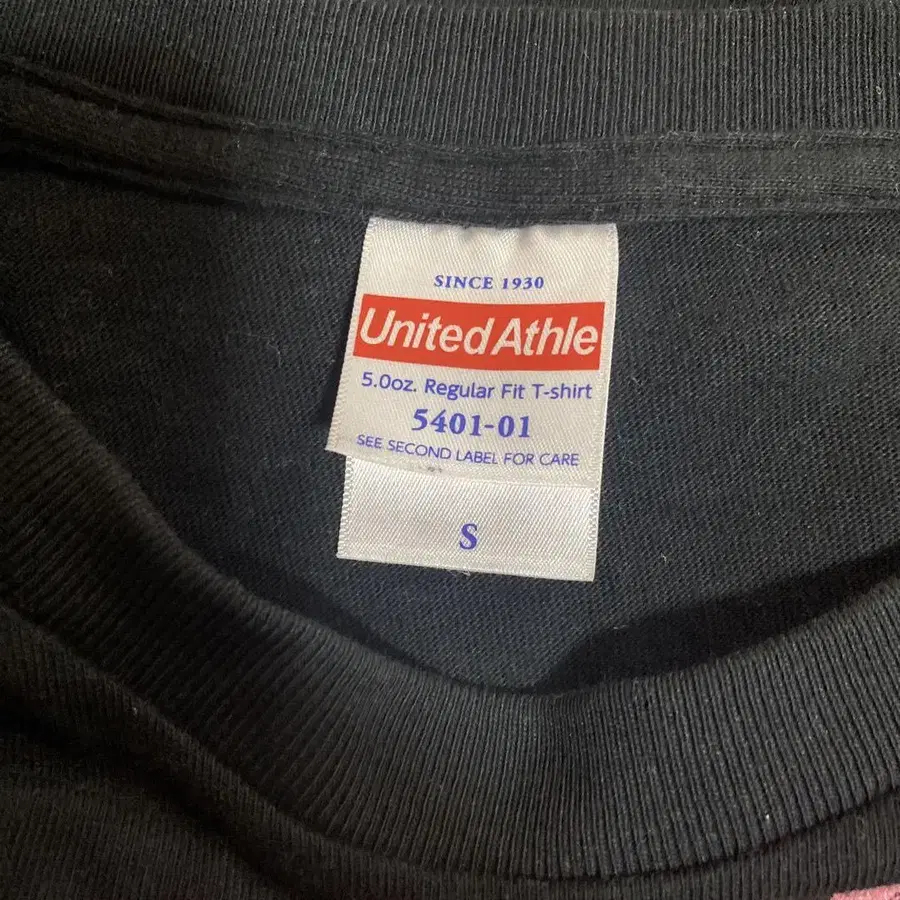 SINCE 1930
United Athle
5.0oz. Regular Fit T-shirt
5401-01
SEE SECOND LABEL FOR CARE
S